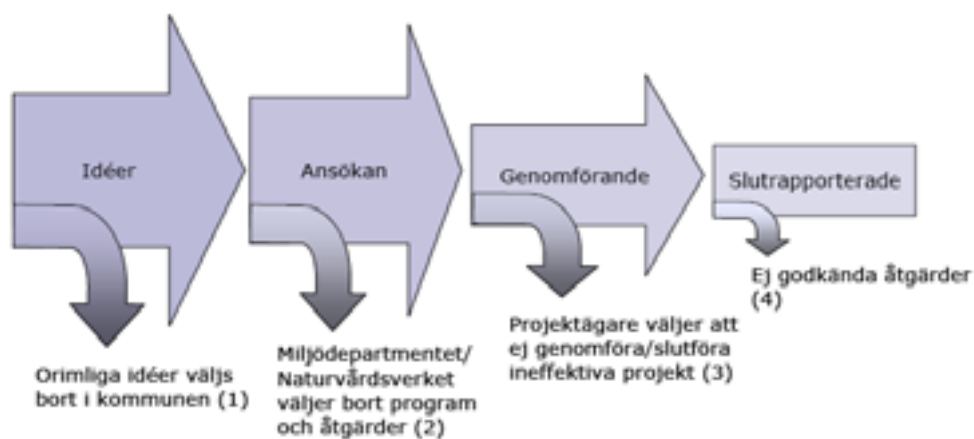 Idéer
Ansökan
Genomförande
Slutrapporterade
Orimliga idéer väljs
bort i kommunen (1)
Miljödepartmentet/
Naturvårdsverket
väljer bort program
och åtgärder (2)
Projektägare väljer att
ej genomföra/slutföra
ineffektiva projekt (3)
Ej godkända åtgärder
(4)